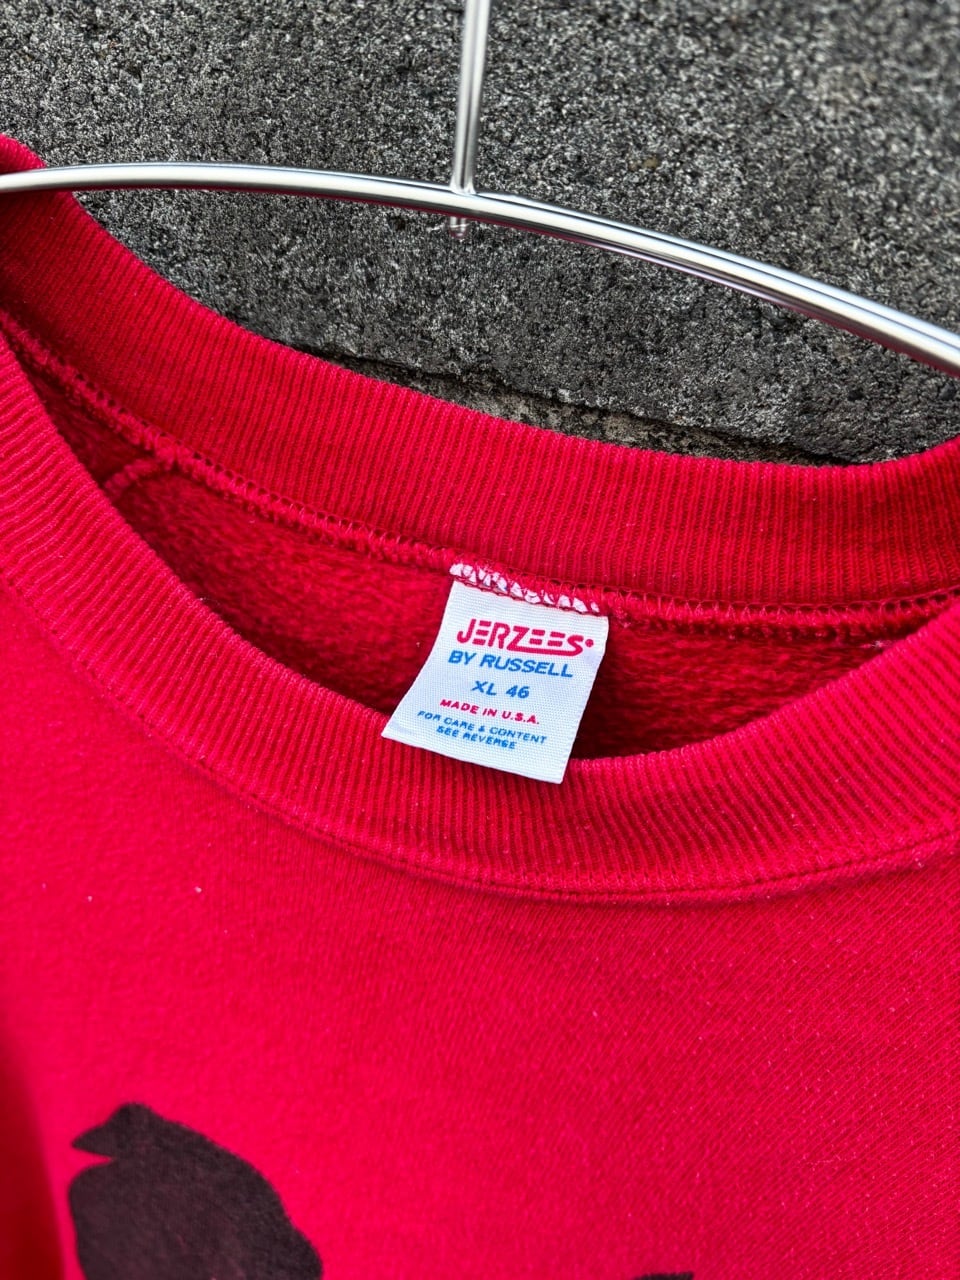 JERZEES
BY RUSSELL
XL 46
MADE IN U.S.A.
FOR CARE & CONTENT
SEE REVERSE